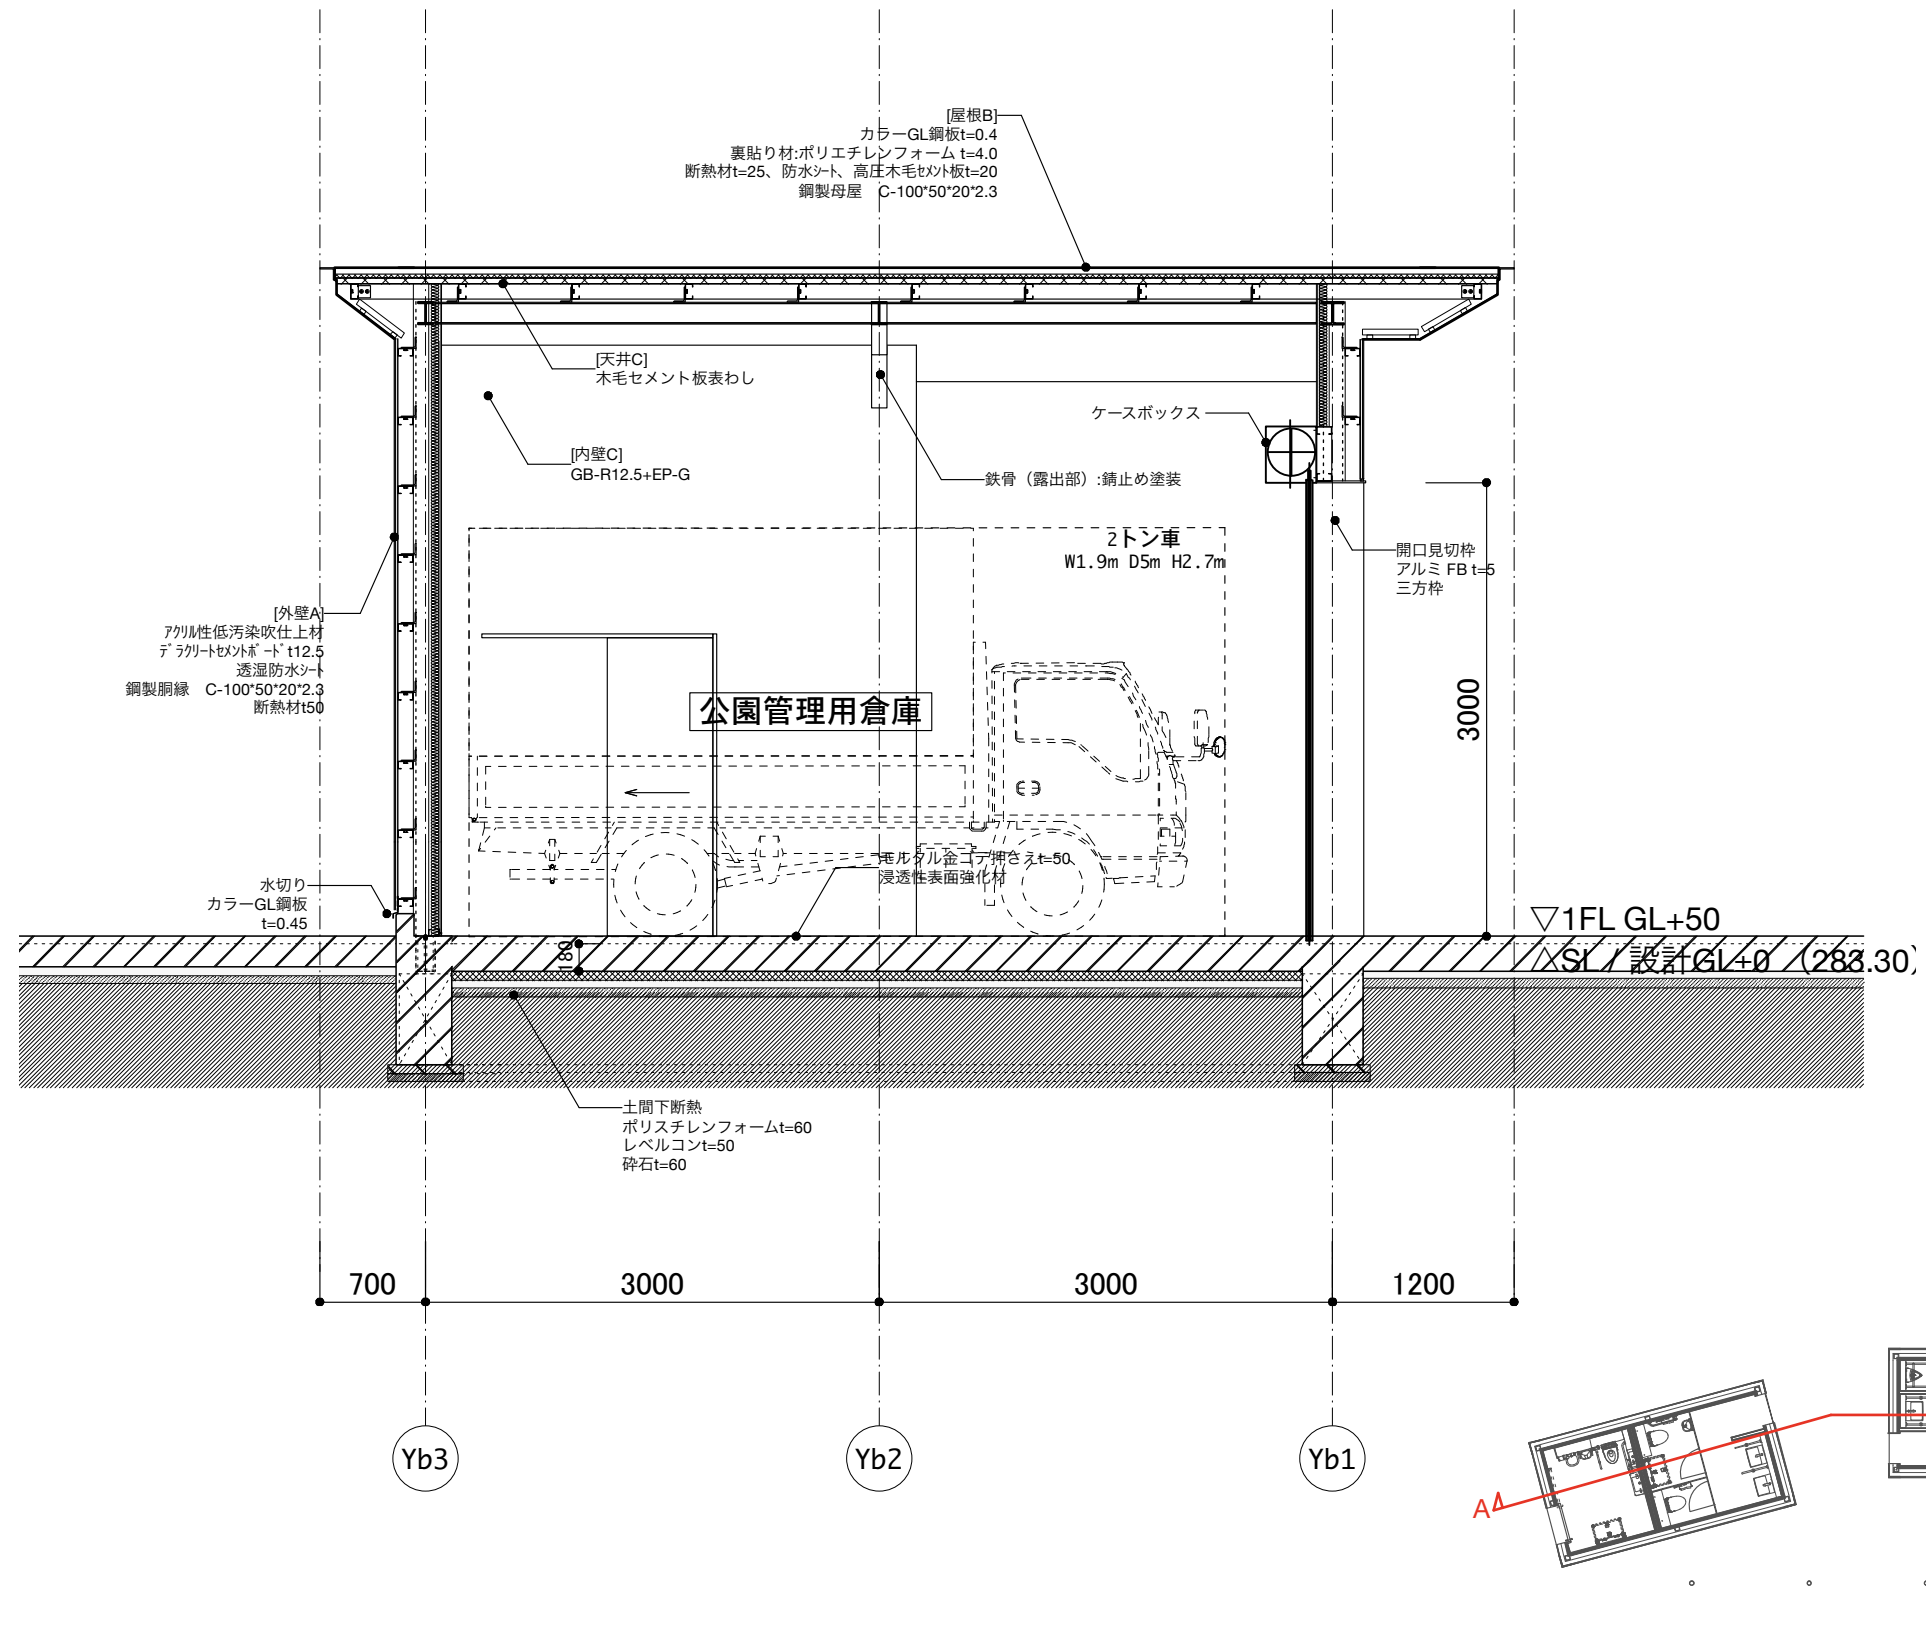 [屋根B]
カラーGL鋼板t=0.4
裏貼り材:ポリエチレンフォーム t=4.0
断熱材t=25、防水ｼｰﾄ、高圧木毛ｾﾒﾝﾄ板t=20
鋼製母屋　C-100*50*20*2.3
[天井C]
木毛セメント板表わし
ケースボックス
[内壁C]
GB-R12.5+EP-G
鉄骨（露出部）:錆止め塗装
2トン車
W1.9m D5m H2.7m
開口見切枠
アルミ FB t=5
三方枠
[外壁A]
ｱｸﾘﾙ性低汚染吹仕上材
ﾃﾞﾗｸﾘｰﾄｾﾒﾝﾄﾎﾞｰﾄﾞt12.5
透湿防水ｼｰﾄ
鋼製胴縁　C-100*50*20*2.3
断熱材t50
公園管理用倉庫
3000
モルタル金ゴテ押さえt=50
浸透性表面強化材
水切り
カラーGL鋼板
t=0.45
▽1FL GL+50
△SL / 設計GL+0 （283.30）
180
土間下断熱
ポリスチレンフォームt=60
レベルコンt=50
砕石t=60
700
3000
3000
1200
Yb3
Yb2
Yb1
A